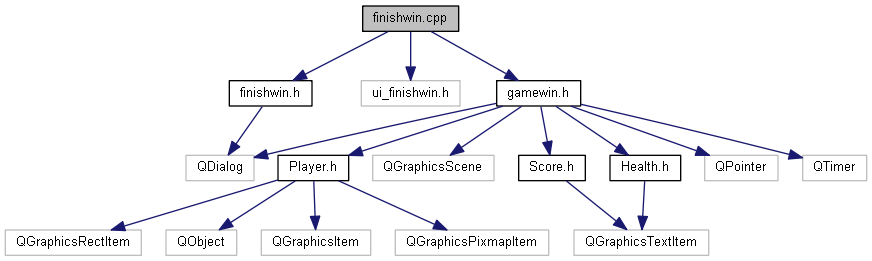 finishwin.cpp
finishwin.h
ui_finishwin.h
gamewin.h
QDialog
Player.h
QGraphicsScene
Score.h
Health.h
QPointer
QTimer
QGraphicsRectItem
QObject
QGraphicsItem
QGraphicsPixmapItem
QGraphicsTextItem